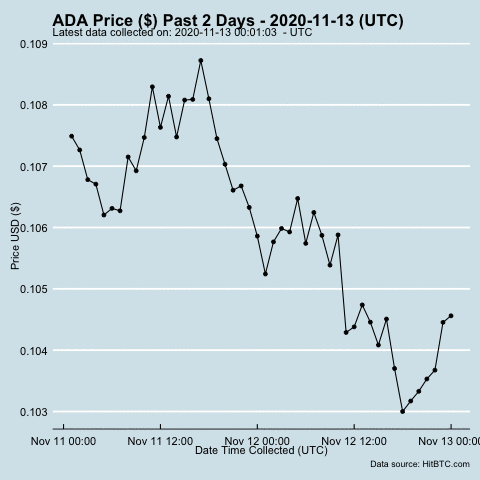 ADA Price ($) Past 2 Days - 2020-11-13 (UTC)
Latest data collected on: 2020-11-13 00:01:03  - UTC
0.109
0.108
0.107
0.106
0.105
0.104
0.103
Price USD ($)
Nov 11 00:00
Nov 11 12:00
Nov 12 00:00
Nov 12 12:00
Nov 13 00:00
Date Time Collected (UTC)
Data source: HitBTC.com